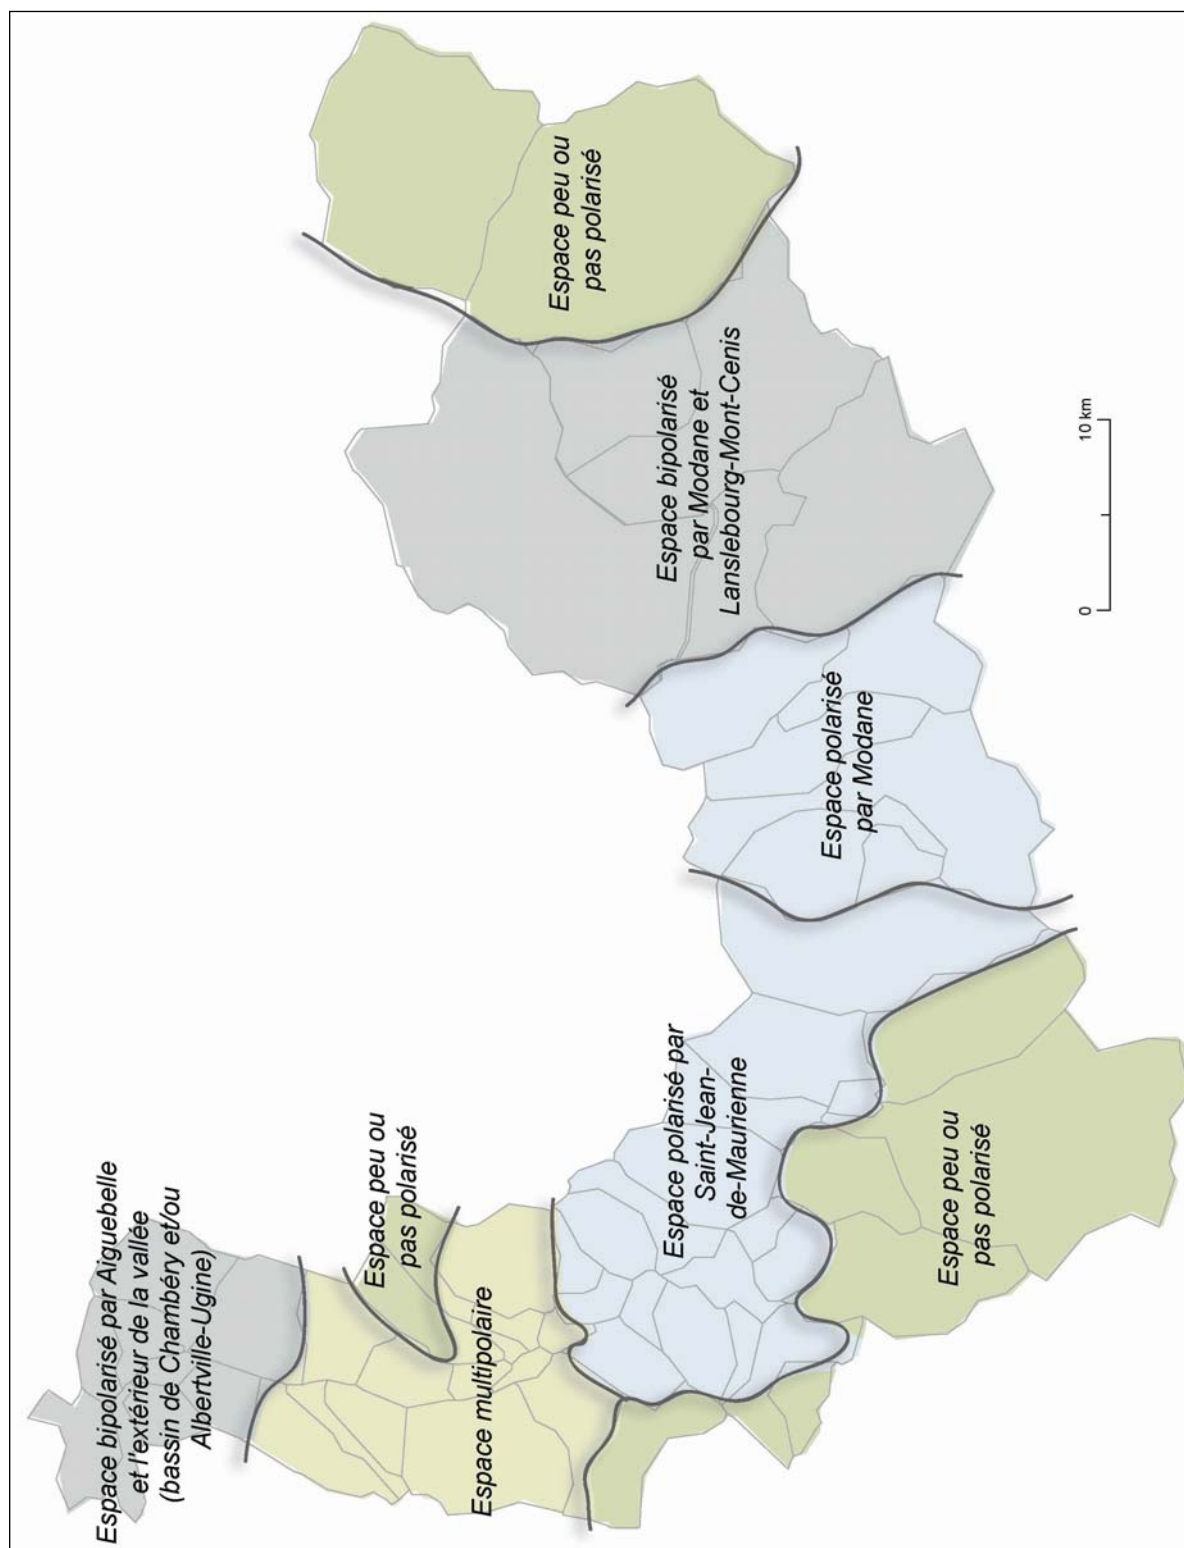 Espace bipolarisé par Aiguebelle
et l'extérieur de la vallée
(bassin de Chambéry et/ou
Albertville-Ugine)
Espace peu ou
pas polarisé
Espace multipolaire
Espace polarisé par
Saint-Jean-
de-Maurienne
Espace peu ou
pas polarisé
Espace polarisé
par Modane
Espace bipolarisé
par Modane et
Lanslebourg-Mont-Cenis
Espace peu ou
pas polarisé
0
10 km